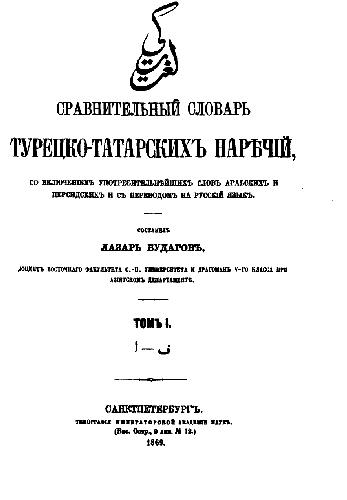 СРАВНИТЕЛЬНЫЙ СЛОВАРЬ
ТУРЕЦКО-ТАТАРСКИХЪ НАРѢЧІЙ,
СО ВКЛЮЧЕНІЕМЪ УПОТРЕБИТЕЛЬНѢЙШИХЪ СЛОВЪ АРАБСКИХЪ И
ПЕРСИДСКИХЪ И СЪ ПЕРЕВОДОМЪ НА РУССКІЙ ЯЗЫКЪ.
СОСТАВИЛЪ
ЛАЗАРЬ БУДАГОВЪ,
ДОЦЕНТЪ ВОСТОЧНАГО ФАКУЛЬТЕТА С.-П. УНИВЕРСИТЕТА И ДРАГОМАНЪ V-ГО КЛАССА ПРИ
АЗІЯТСКОМЪ ДЕПАРТАМЕНТѢ.
ТОМЪ I.
ا — ف
САНКТПЕТЕРБУРГЪ.
ТИПОГРАФІЯ ИМПЕРАТОРСКОЙ АКАДЕМІИ НАУКЪ.
(Вас. Остр., 9 лин. № 12.)
1869.